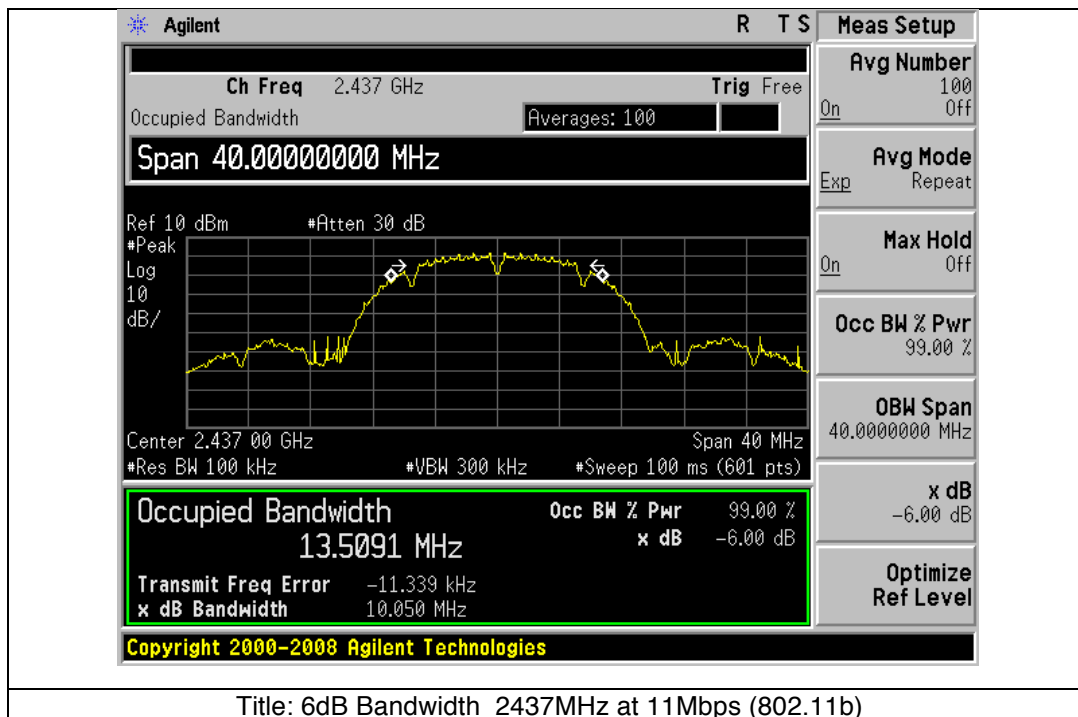 Agilent R T S
Meas Setup
Ch Freq 2.437 GHz Trig Free
Occupied Bandwidth Averages: 100
Span 40.00000000 MHz
Ref 10 dBm #Atten 30 dB
#Peak
Log
10
dB/
Center 2.437 00 GHz Span 40 MHz
#Res BW 100 kHz #VBW 300 kHz #Sweep 100 ms (601 pts)
Occupied Bandwidth Occ BW % Pwr 99.00 %
13.5091 MHz x dB -6.00 dB
Transmit Freq Error -11.339 kHz
x dB Bandwidth 10.050 MHz
Copyright 2000-2008 Agilent Technologies
Avg Number
100
On Off
Avg Mode
Exp Repeat
Max Hold
On Off
Occ BW % Pwr
99.00 %
OBW Span
40.0000000 MHz
x dB
-6.00 dB
Optimize
Ref Level
Title: 6dB Bandwidth 2437MHz at 11Mbps (802.11b)